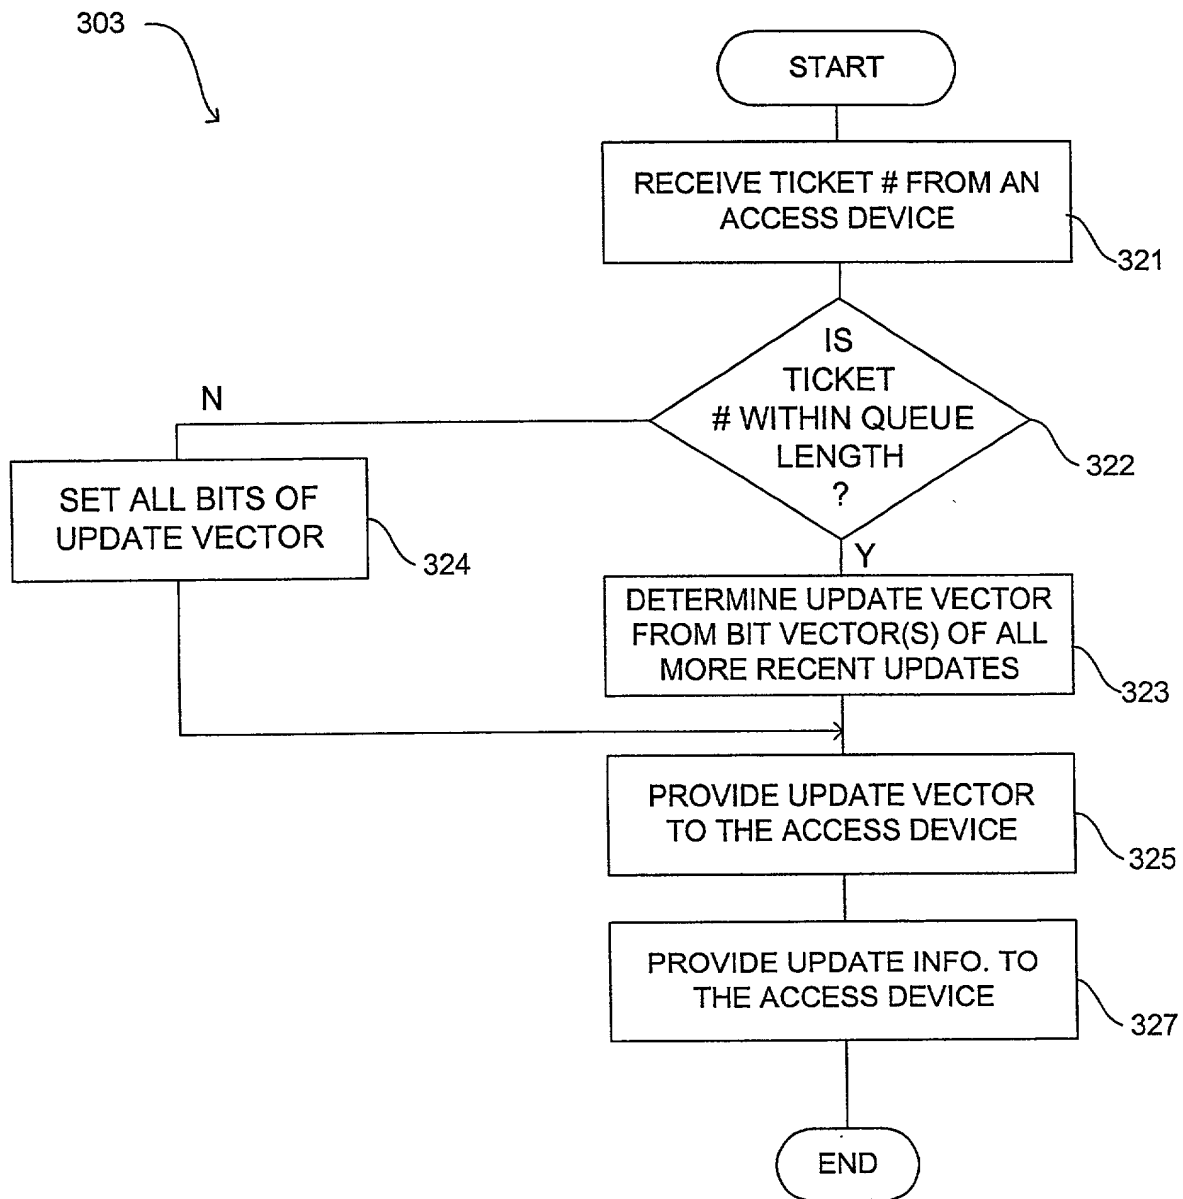 303
START
RECEIVE TICKET # FROM AN
ACCESS DEVICE
321
IS
TICKET
# WITHIN QUEUE
LENGTH
?
322
N
SET ALL BITS OF
UPDATE VECTOR
324
Y
DETERMINE UPDATE VECTOR
FROM BIT VECTOR(S) OF ALL
MORE RECENT UPDATES
323
PROVIDE UPDATE VECTOR
TO THE ACCESS DEVICE
325
PROVIDE UPDATE INFO. TO
THE ACCESS DEVICE
327
END